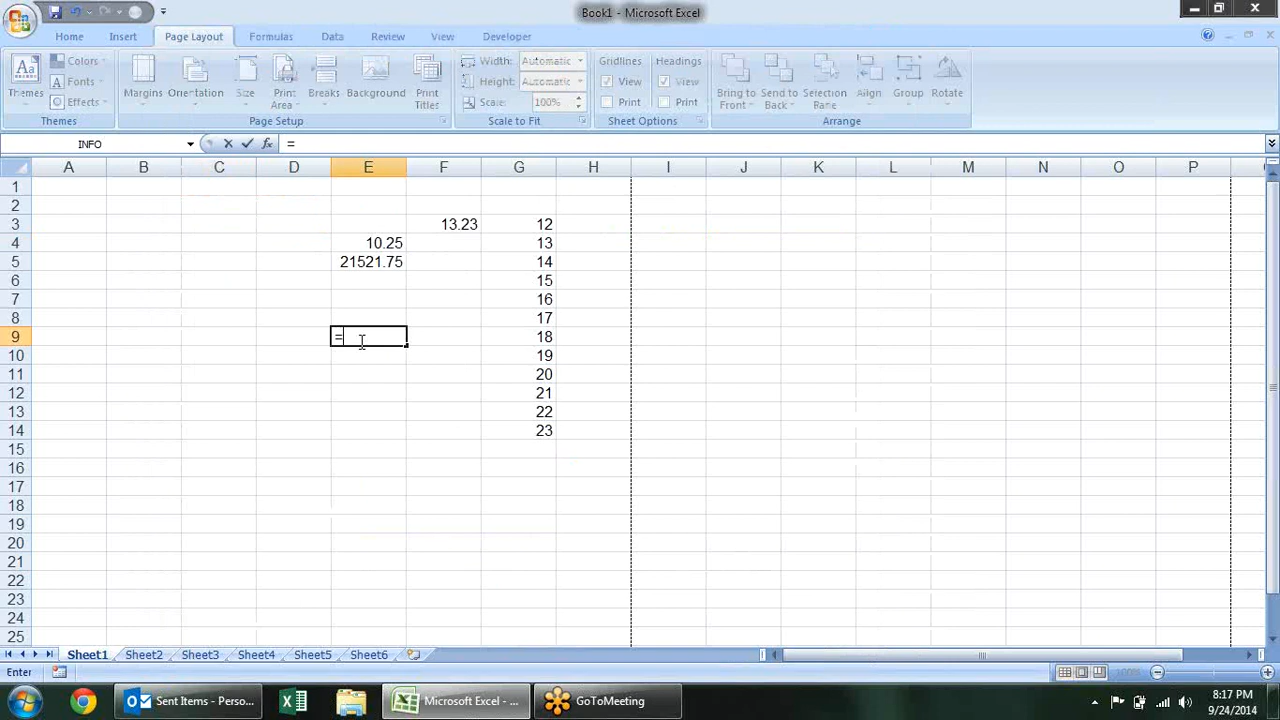 Book1 - Microsoft Excel
Home Insert Page Layout Formulas Data Review View Developer
Themes
Colors
Fonts
Effects
Themes
Margins Orientation Size Print Area Breaks Background Print Titles
Page Setup
Width: Automatic
Height: Automatic
Scale: 100%
Scale to Fit
Gridlines Headings
View View
Print Print
Sheet Options
Bring to Front Send to Back Selection Pane Align Group Rotate
Arrange
INFO fx =
A B C D E F G H I J K L M N O P
1
2
3 13.23 12
4 10.25 13
5 21521.75 14
6 15
7 16
8 17
9 = 18
10 19
11 20
12 21
13 22
14 23
15
16
17
18
19
20
21
22
23
24
25
Sheet1 Sheet2 Sheet3 Sheet4 Sheet5 Sheet6
Enter 100%
Sent Items - Perso... Microsoft Excel - ... GoToMeeting
8:17 PM
9/24/2014